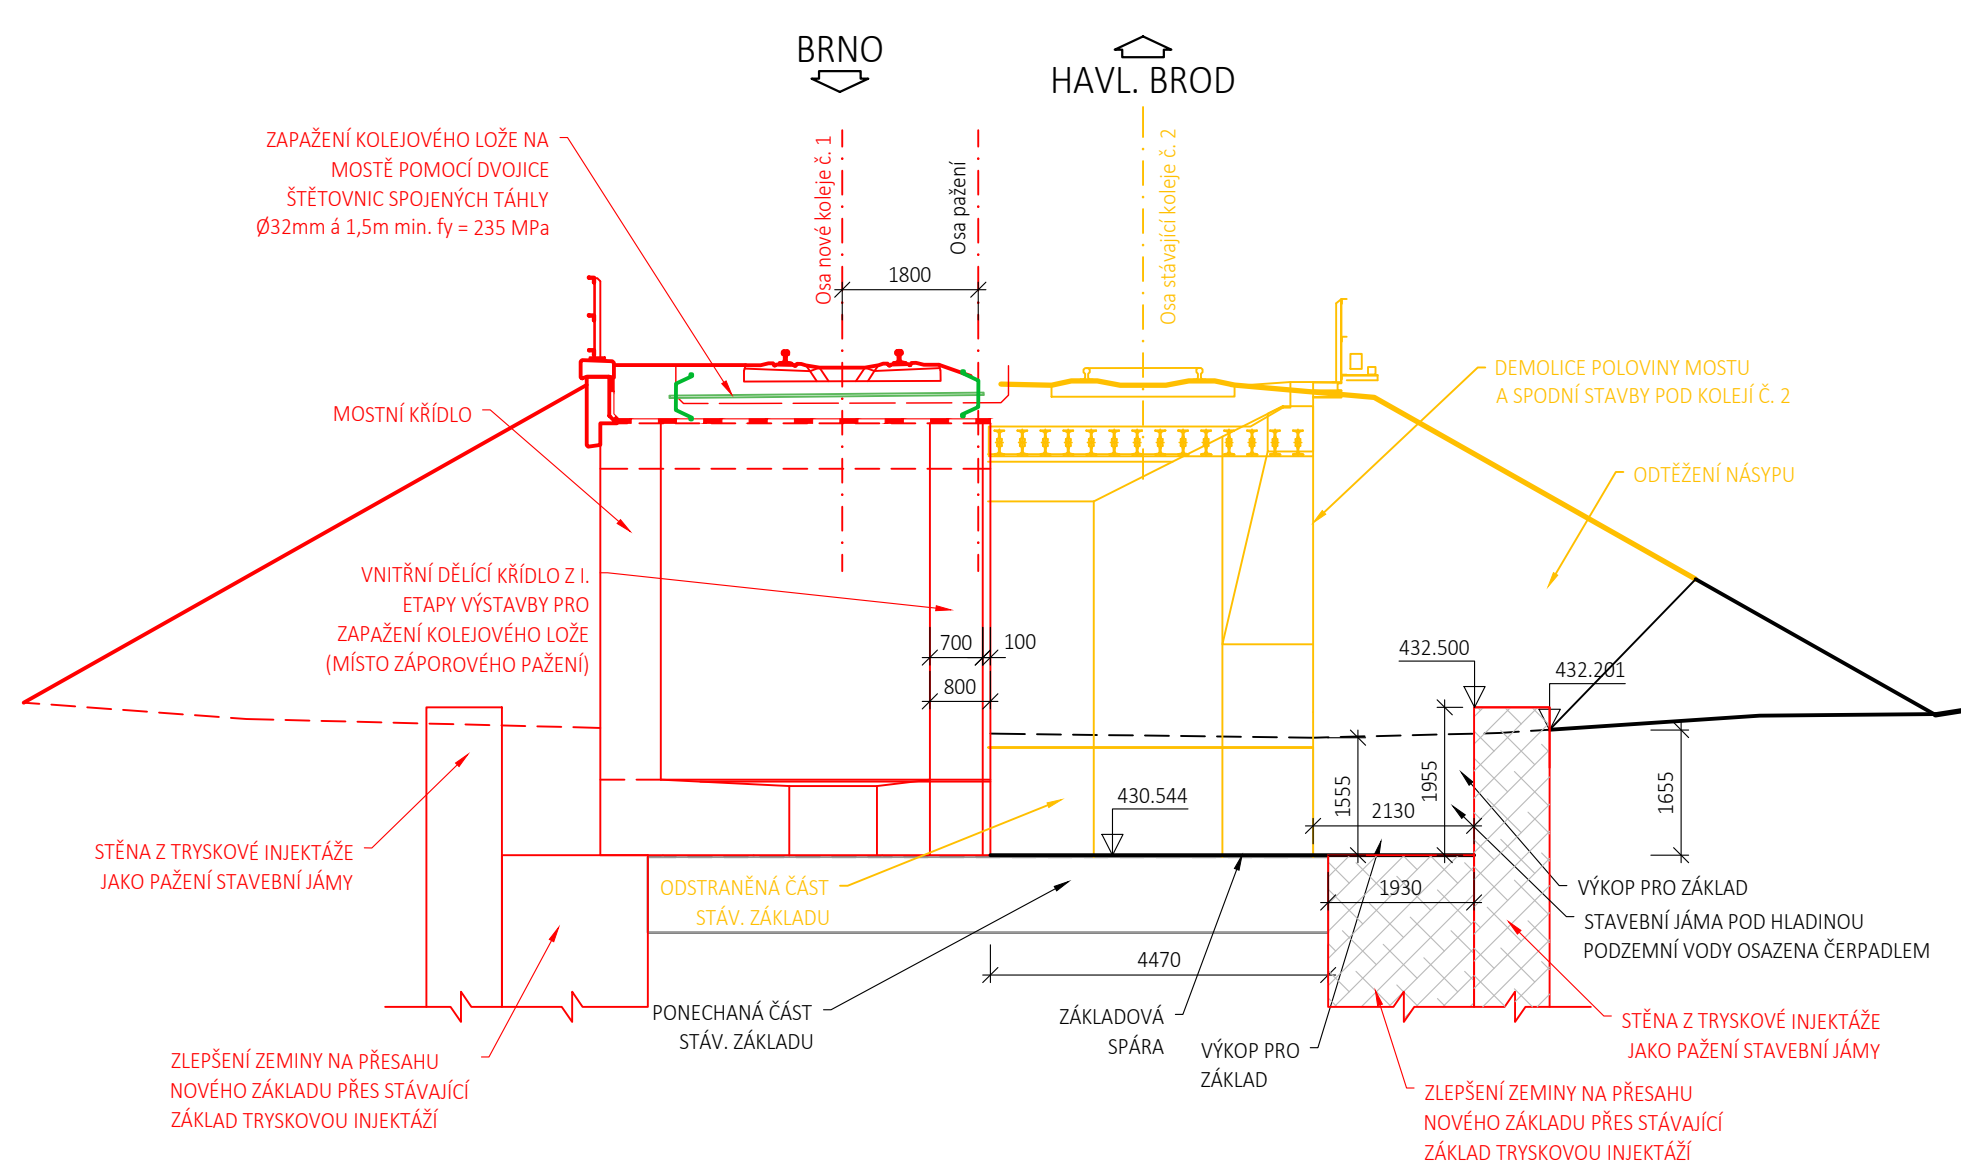 BRNO
HAVL. BROD
ZAPAŽENÍ KOLEJOVÉHO LOŽE NA
MOSTĚ POMOCÍ DVOJICE
ŠTĚTOVNIC SPOJENÝCH TÁHLY
Ø32mm á 1,5m min. fy = 235 MPa
Osa nové koleje č. 1
Osa pažení
Osa stávající koleje č. 2
1800
MOSTNÍ KŘÍDLO
DEMOLICE POLOVINY MOSTU
A SPODNÍ STAVBY POD KOLEJÍ Č. 2
ODTĚŽENÍ NÁSYPU
VNITŘNÍ DĚLÍCÍ KŘÍDLO Z I.
ETAPY VÝSTAVBY PRO
ZAPAŽENÍ KOLEJOVÉHO LOŽE
(MÍSTO ZÁPOROVÉHO PAŽENÍ)
700
100
800
432.500
432.201
430.544
1555
1955
1655
2130
1930
4470
STĚNA Z TRYSKOVÉ INJEKTÁŽE
JAKO PAŽENÍ STAVEBNÍ JÁMY
ODSTRANĚNÁ ČÁST
STÁV. ZÁKLADU
VÝKOP PRO ZÁKLAD
STAVEBNÍ JÁMA POD HLADINOU
PODZEMNÍ VODY OSAZENA ČERPADLEM
PONECHANÁ ČÁST
STÁV. ZÁKLADU
ZÁKLADOVÁ
SPÁRA
VÝKOP PRO
ZÁKLAD
STĚNA Z TRYSKOVÉ INJEKTÁŽE
JAKO PAŽENÍ STAVEBNÍ JÁMY
ZLEPŠENÍ ZEMINY NA PŘESAHU
NOVÉHO ZÁKLADU PŘES STÁVAJÍCÍ
ZÁKLAD TRYSKOVOU INJEKTÁŽÍ
ZLEPŠENÍ ZEMINY NA PŘESAHU
NOVÉHO ZÁKLADU PŘES STÁVAJÍCÍ
ZÁKLAD TRYSKOVOU INJEKTÁŽÍ